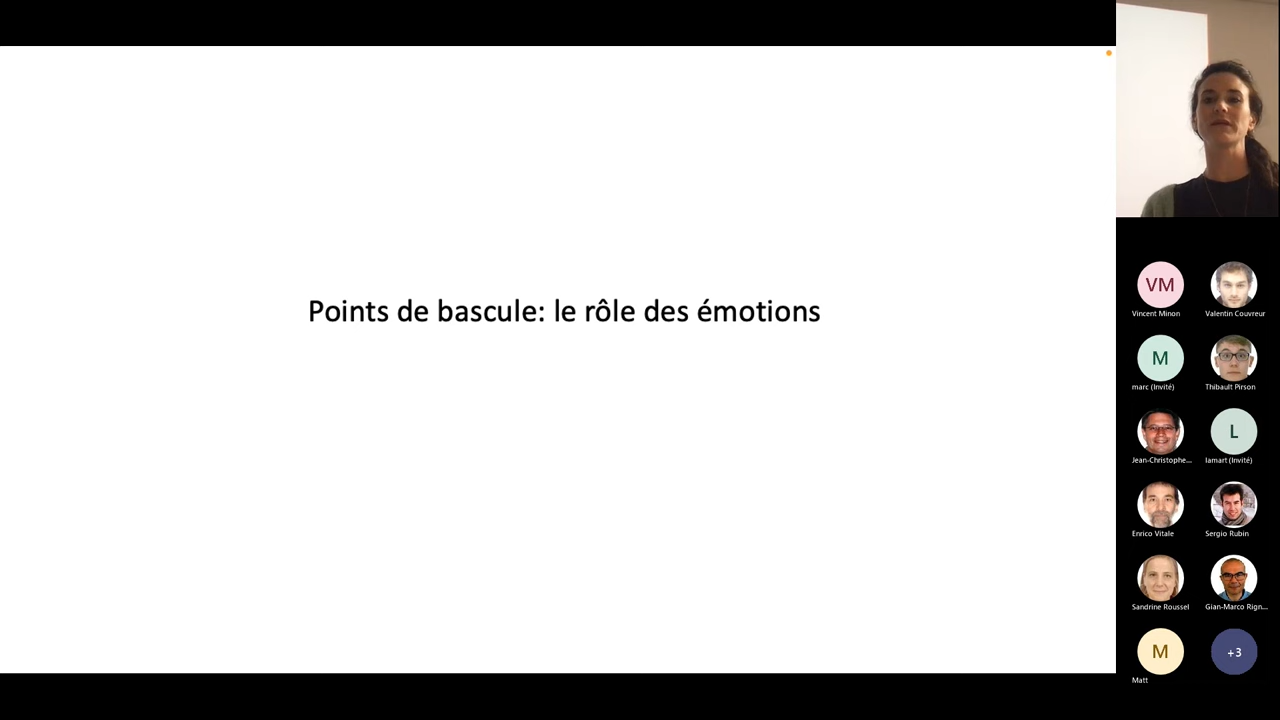 Points de bascule: le rôle des émotions
VM
Vincent Minon
Valentin Couvreur
M
marc (Invité)
Thibault Pirson
Jean-Christophe...
L
lamart (Invité)
Enrico Vitale
Sergio Rubin
Sandrine Roussel
Gian-Marco Rign...
M
Matt
+3